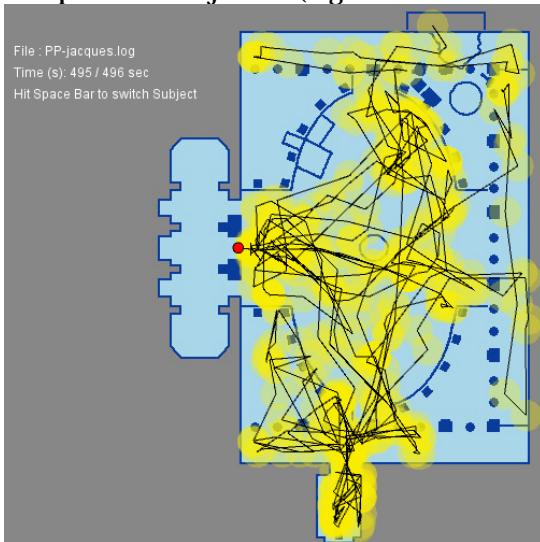 File : PP-jacques.log
Time (s): 495 / 496 sec
Hit Space Bar to switch Subject